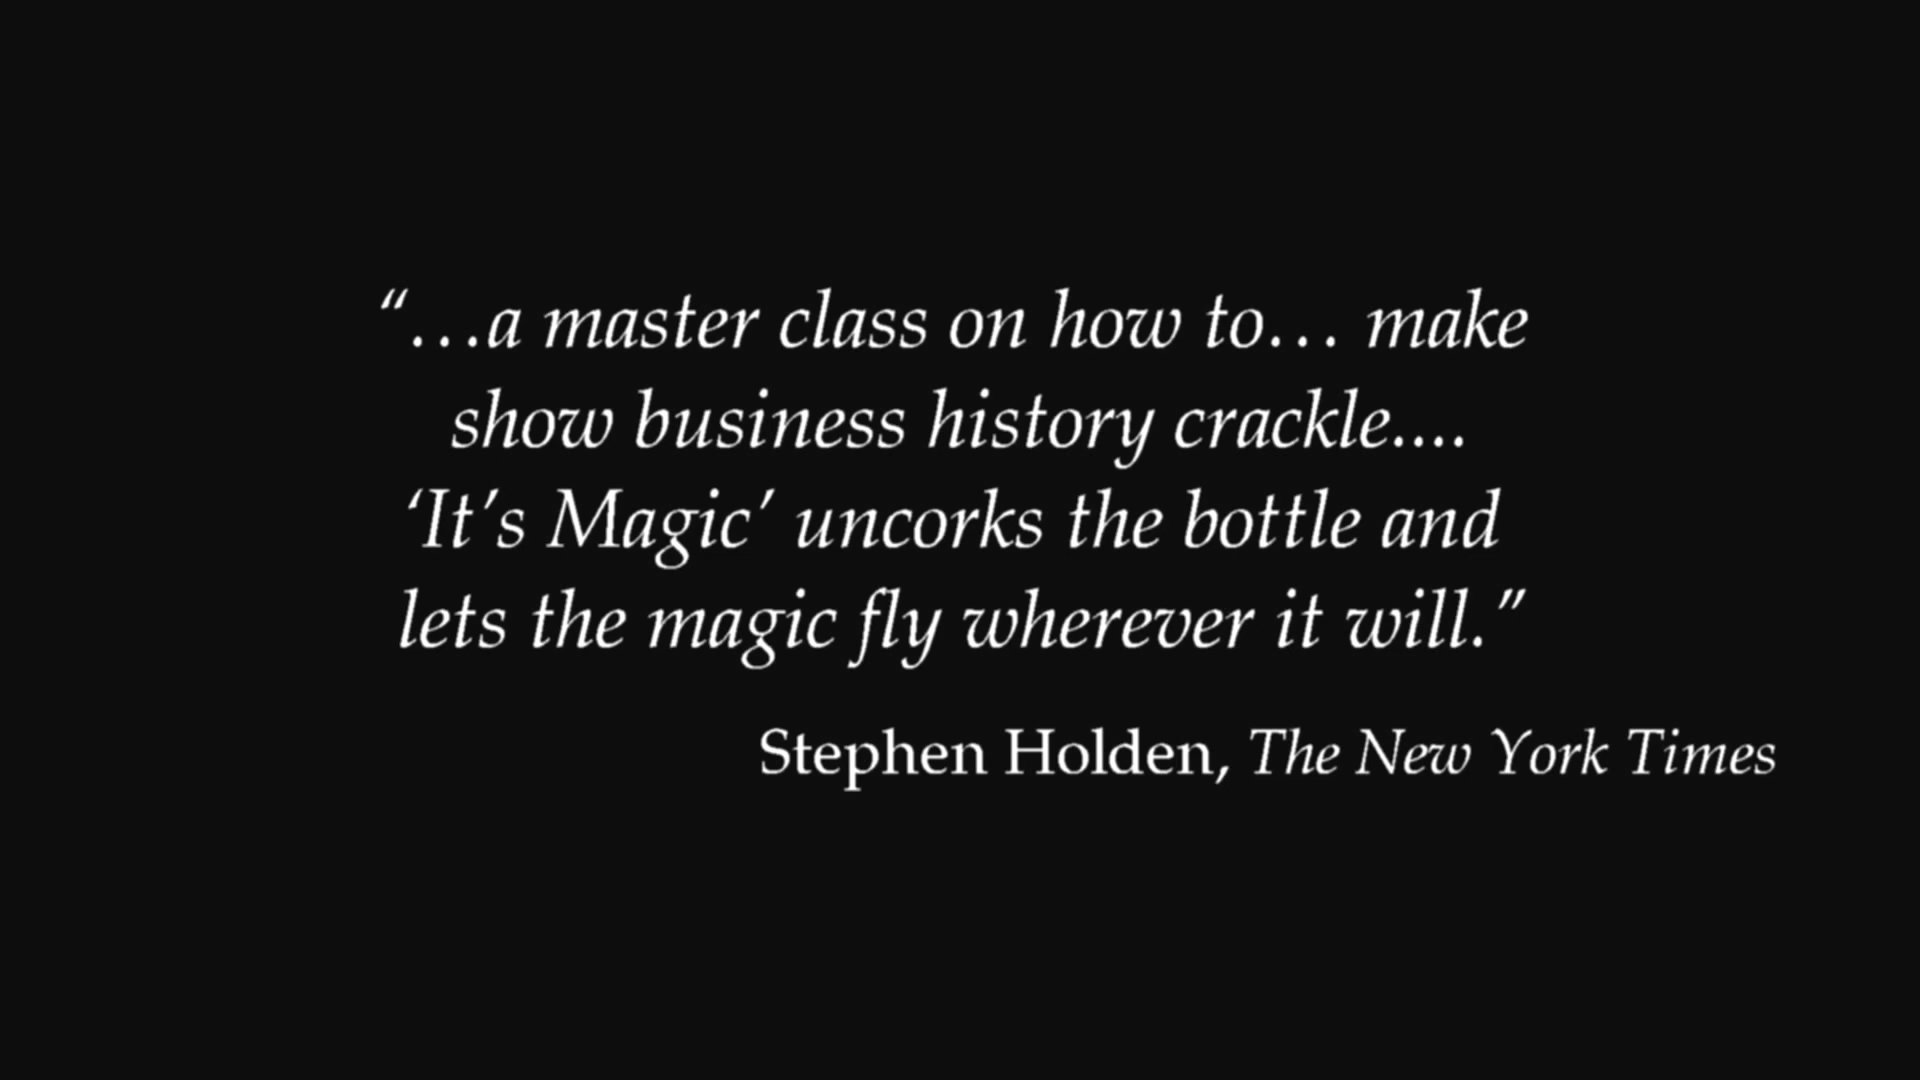 “…a master class on how to… make
show business history crackle....
‘It’s Magic’ uncorks the bottle and
lets the magic fly wherever it will.”
Stephen Holden, The New York Times